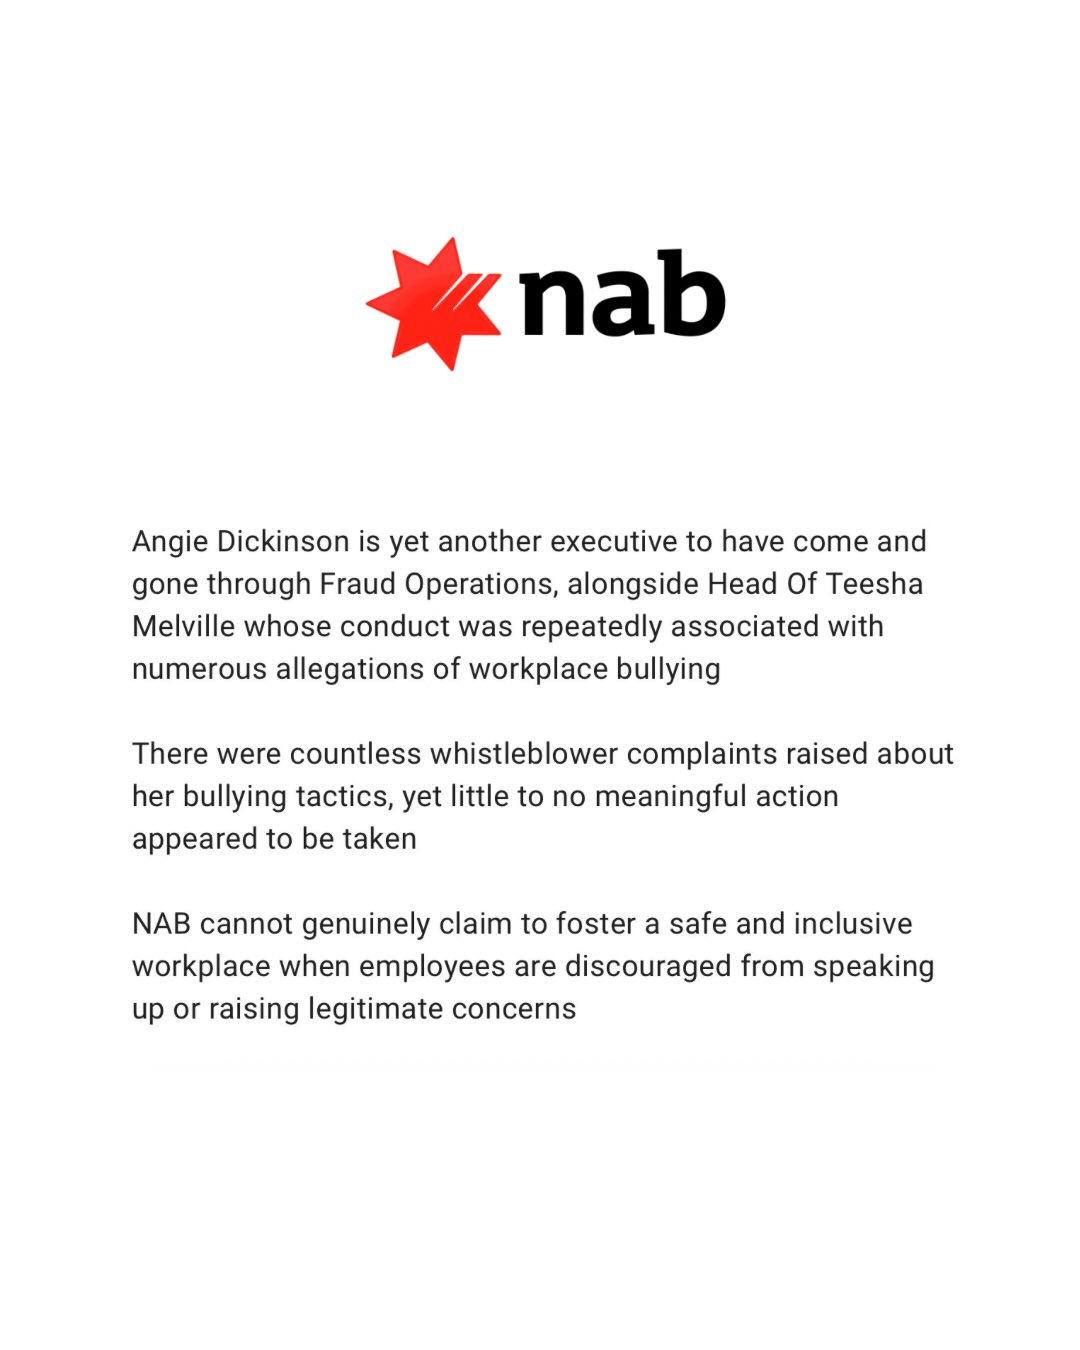 nab
Angie Dickinson is yet another executive to have come and
gone through Fraud Operations, alongside Head Of Teesha
Melville whose conduct was repeatedly associated with
numerous allegations of workplace bullying
There were countless whistleblower complaints raised about
her bullying tactics, yet little to no meaningful action
appeared to be taken
NAB cannot genuinely claim to foster a safe and inclusive
workplace when employees are discouraged from speaking
up or raising legitimate concerns